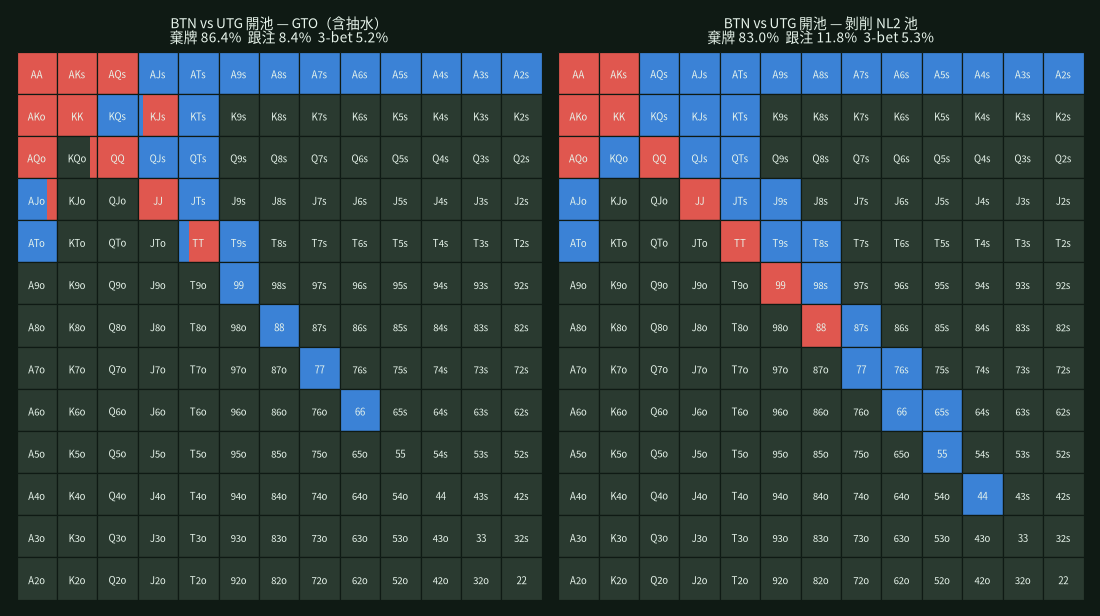 BTN vs UTG 開池 — GTO（含抽水）
棄牌 86.4%  跟注 8.4%  3-bet 5.2%
AA AKs AQs AJs ATs A9s A8s A7s A6s A5s A4s A3s A2s
AKo KK KQs KJs KTs K9s K8s K7s K6s K5s K4s K3s K2s
AQo KQo QQ QJs QTs Q9s Q8s Q7s Q6s Q5s Q4s Q3s Q2s
AJo KJo QJo JJ JTs J9s J8s J7s J6s J5s J4s J3s J2s
ATo KTo QTo JTo TT T9s T8s T7s T6s T5s T4s T3s T2s
A9o K9o Q9o J9o T9o 99 98s 97s 96s 95s 94s 93s 92s
A8o K8o Q8o J8o T8o 98o 88 87s 86s 85s 84s 83s 82s
A7o K7o Q7o J7o T7o 97o 87o 77 76s 75s 74s 73s 72s
A6o K6o Q6o J6o T6o 96o 86o 76o 66 65s 64s 63s 62s
A5o K5o Q5o J5o T5o 95o 85o 75o 65o 55 54s 53s 52s
A4o K4o Q4o J4o T4o 94o 84o 74o 64o 54o 44 43s 42s
A3o K3o Q3o J3o T3o 93o 83o 73o 63o 53o 43o 33 32s
A2o K2o Q2o J2o T2o 92o 82o 72o 62o 52o 42o 32o 22
BTN vs UTG 開池 — 剝削 NL2 池
棄牌 83.0%  跟注 11.8%  3-bet 5.3%
AA AKs AQs AJs ATs A9s A8s A7s A6s A5s A4s A3s A2s
AKo KK KQs KJs KTs K9s K8s K7s K6s K5s K4s K3s K2s
AQo KQo QQ QJs QTs Q9s Q8s Q7s Q6s Q5s Q4s Q3s Q2s
AJo KJo QJo JJ JTs J9s J8s J7s J6s J5s J4s J3s J2s
ATo KTo QTo JTo TT T9s T8s T7s T6s T5s T4s T3s T2s
A9o K9o Q9o J9o T9o 99 98s 97s 96s 95s 94s 93s 92s
A8o K8o Q8o J8o T8o 98o 88 87s 86s 85s 84s 83s 82s
A7o K7o Q7o J7o T7o 97o 87o 77 76s 75s 74s 73s 72s
A6o K6o Q6o J6o T6o 96o 86o 76o 66 65s 64s 63s 62s
A5o K5o Q5o J5o T5o 95o 85o 75o 65o 55 54s 53s 52s
A4o K4o Q4o J4o T4o 94o 84o 74o 64o 54o 44 43s 42s
A3o K3o Q3o J3o T3o 93o 83o 73o 63o 53o 43o 33 32s
A2o K2o Q2o J2o T2o 92o 82o 72o 62o 52o 42o 32o 22